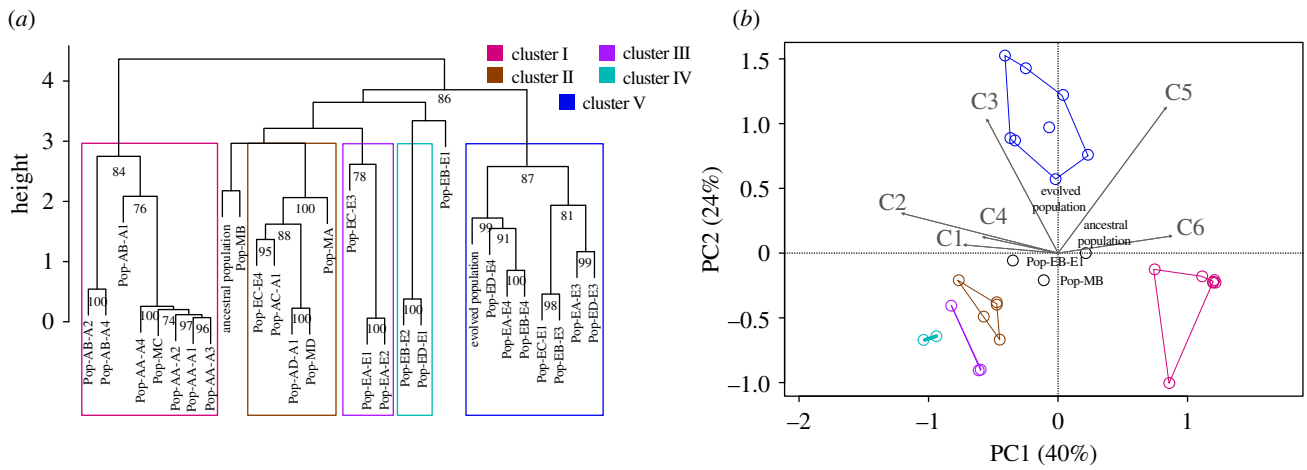 (a)
cluster I
cluster II
cluster III
cluster IV
cluster V
height
4
3
2
1
0
86
84
76
100
100
74
97
96
95
88
100
100
78
100
100
87
99
91
100
81
98
99
Pop-AB-A2
Pop-AB-A4
Pop-AB-A1
Pop-AA-A4
Pop-MC
Pop-AA-A2
Pop-AA-A1
Pop-AA-A3
ancestral population
Pop-MB
Pop-EC-E4
Pop-AC-A1
Pop-AD-A1
Pop-MD
Pop-MA
Pop-EC-E3
Pop-EA-E1
Pop-EA-E2
Pop-EB-E2
Pop-ED-E1
Pop-EB-E1
evolved population
Pop-ED-E4
Pop-EA-E4
Pop-EB-E4
Pop-EC-E1
Pop-EB-E3
Pop-EA-E3
Pop-ED-E3
(b)
PC2 (24%)
1.5
1.0
0.5
0
−0.5
−1.0
C3
C5
C2
C4
C1
C6
evolved
population
ancestral
population
Pop-EB-E1
Pop-MB
−2
−1
0
1
PC1 (40%)